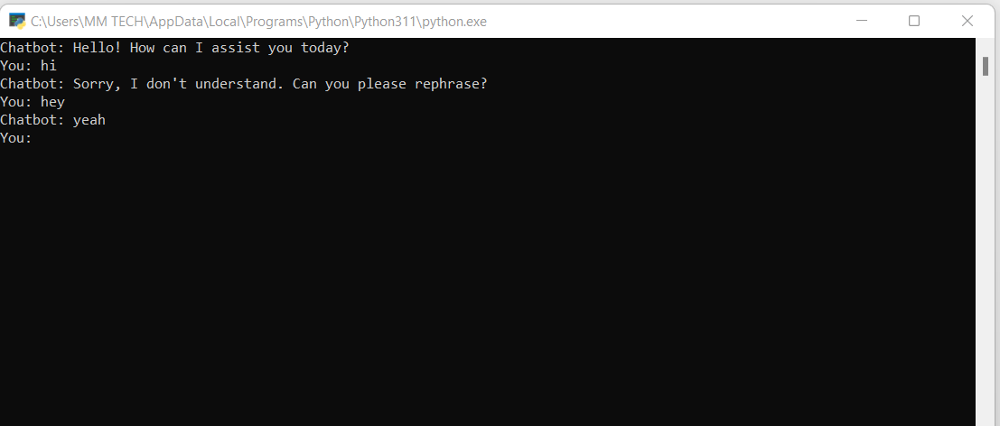 C:\Users\MM TECH\AppData\Local\Programs\Python\Python311\python.exe
Chatbot: Hello! How can I assist you today?
You: hi
Chatbot: Sorry, I don't understand. Can you please rephrase?
You: hey
Chatbot: yeah
You: